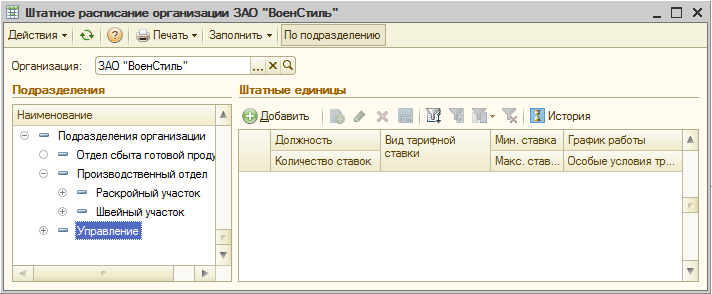 Штатное расписание организации ЗАО "ВоенСтиль"
Действия Печать Заполнить По подразделению
Организация: ЗАО "ВоенСтиль" ... x
Подразделения Штатные единицы
Наименование
Подразделения организации
Отдел сбыта готовой проду
Производственный отдел
Раскройный участок
Швейный участок
Управление
Добавить История
Должность Вид тарифной ставки Мин. ставка График работы
Количество ставок Макс. став... Особые условия тр...